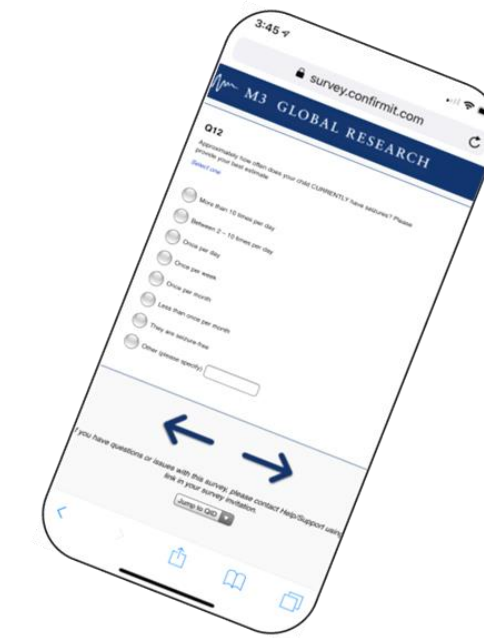 3:45
survey.confirmit.com
M3 GLOBAL RESEARCH
Q12
Approximately how often does your child CURRENTLY have seizures? Please
provide your best estimate
Select one
More than 10 times per day
Between 2 – 10 times per day
Once per day
Once per week
Once per month
Less than once per month
They are seizure-free
Other (please specify)
f you have questions or issues with this survey, please contact Help/Support using
link in your survey invitation.
Jump to QID